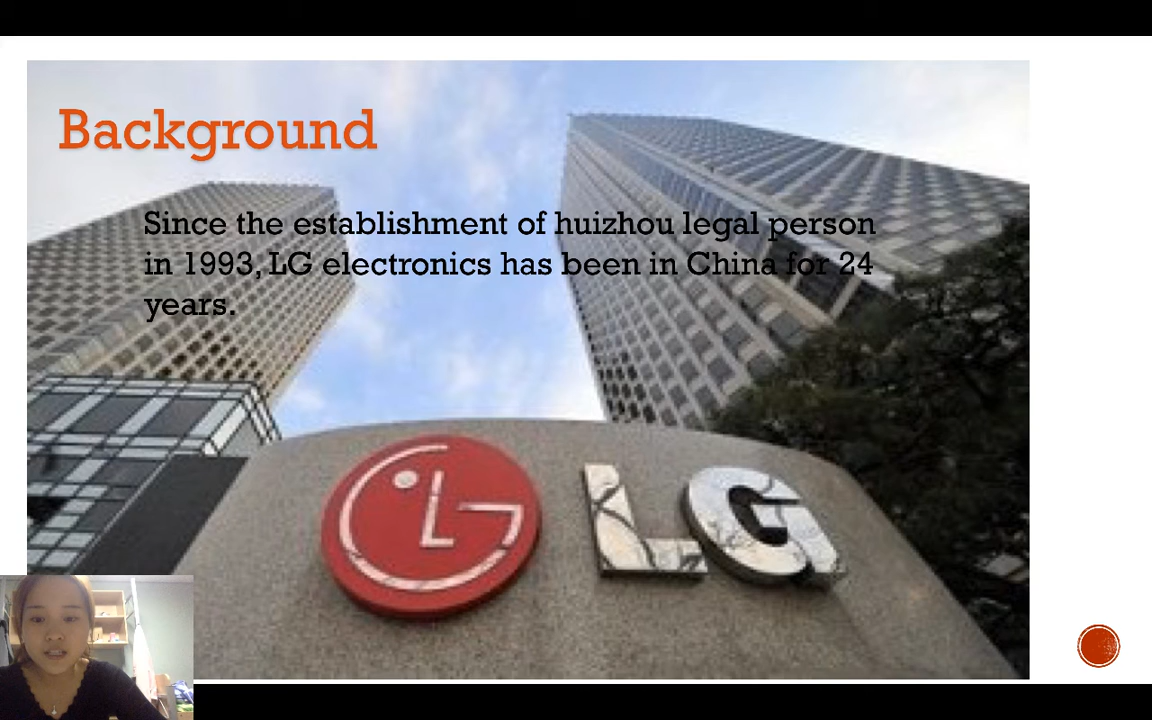 Background
Since the establishment of huizhou legal person
in 1993, LG electronics has been in China for 24
years.
LG
LG